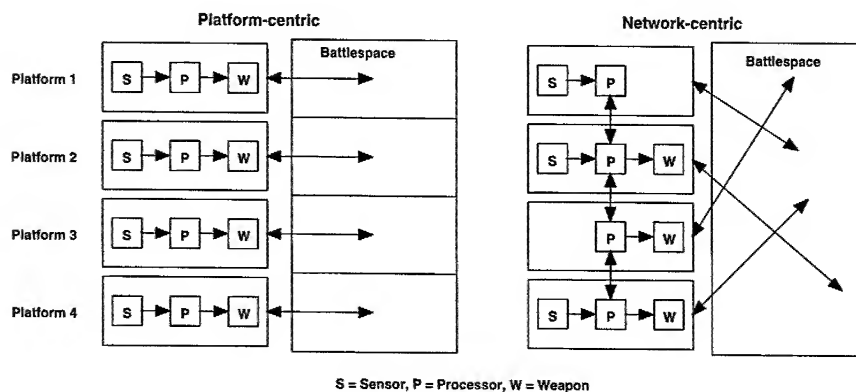 Platform-centric
Network-centric
Battlespace
Battlespace
Platform 1
S P W
S P
Platform 2
S P W
S P W
Platform 3
S P W
P W
Platform 4
S P W
S P W
S = Sensor, P = Processor, W = Weapon